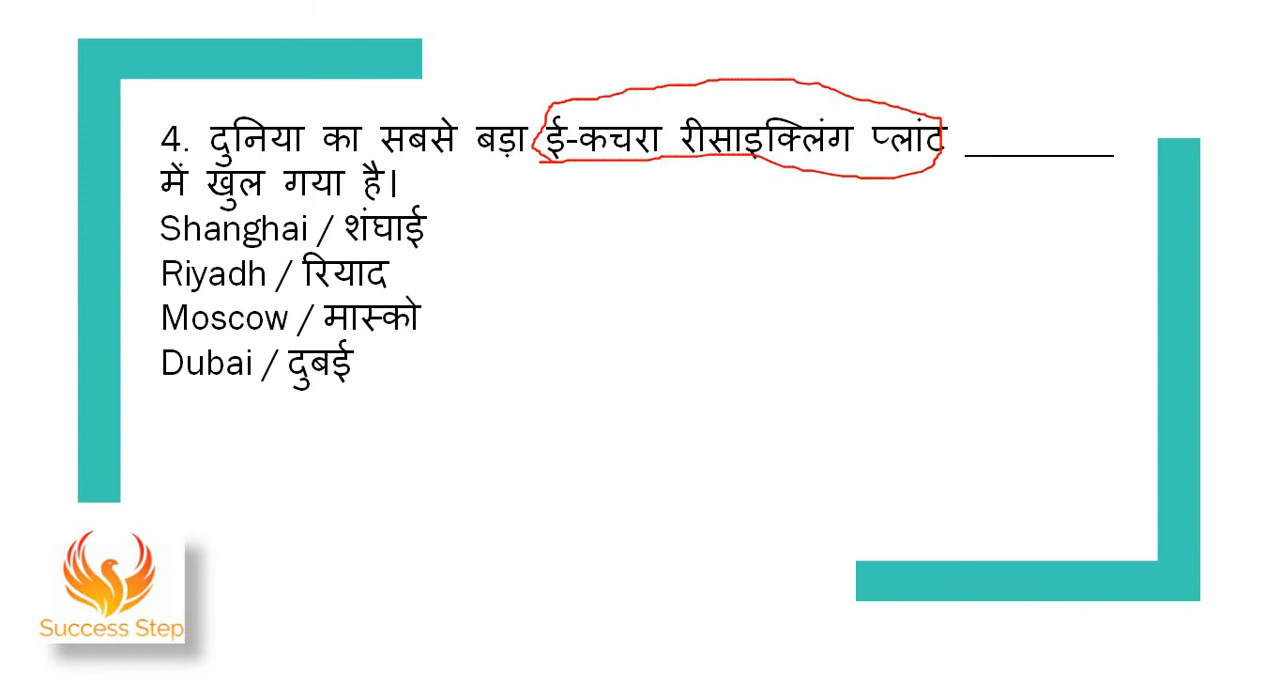 4. दुनिया का सबसे बड़ा ई-कचरा रीसाइक्लिंग प्लांट ________
में खुल गया है।
Shanghai / शंघाई
Riyadh / रियाद
Moscow / मास्को
Dubai / दुबई
Success Step